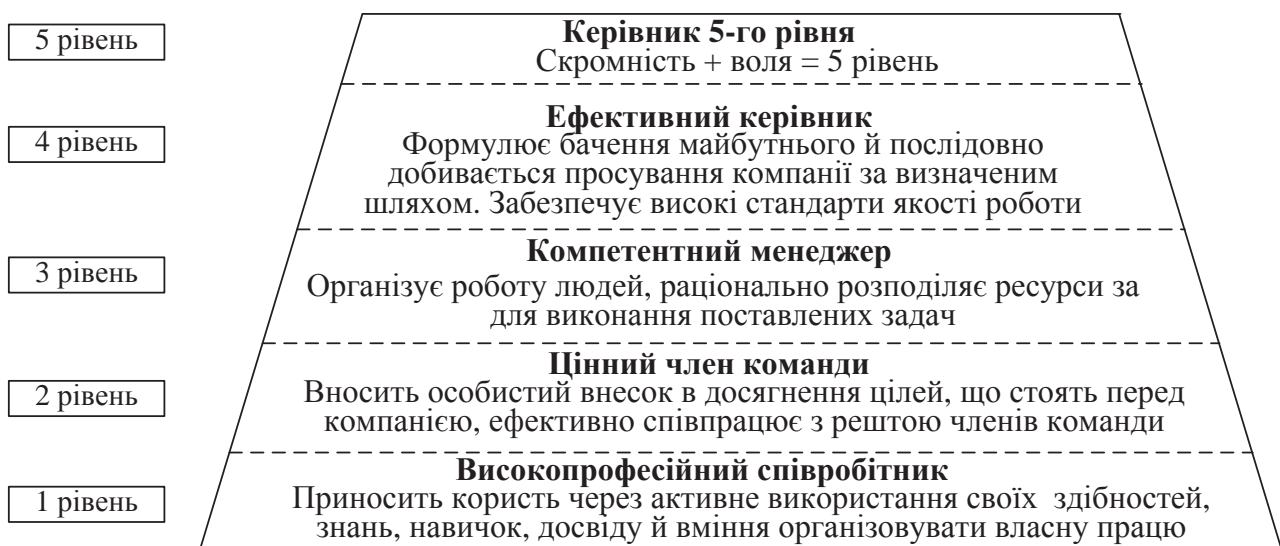 5 рівень
Керівник 5-го рівня
Скромність + воля = 5 рівень
4 рівень
Ефективний керівник
Формулює бачення майбутнього й послідовно
добивається просування компанії за визначеним
шляхом. Забезпечує високі стандарти якості роботи
3 рівень
Компетентний менеджер
Організує роботу людей, раціонально розподіляє ресурси за
для виконання поставлених задач
2 рівень
Цінний член команди
Вносить особистий внесок в досягнення цілей, що стоять перед
компанією, ефективно співпрацює з рештою членів команди
1 рівень
Високопрофесійний співробітник
Приносить користь через активне використання своїх здібностей,
знань, навичок, досвіду й вміння організовувати власну працю